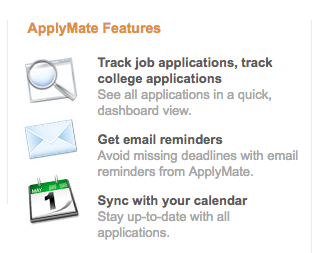 ApplyMate Features
Track job applications, track
college applications
See all applications in a quick,
dashboard view.
Get email reminders
Avoid missing deadlines with email
reminders from ApplyMate.
MAY
1
Sync with your calendar
Stay up-to-date with all
applications.